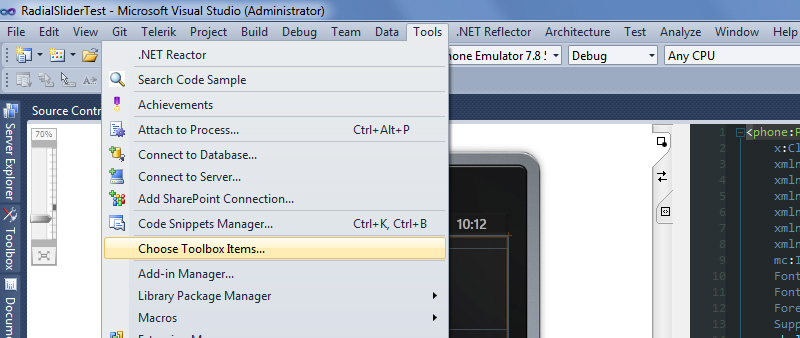 RadialSliderTest - Microsoft Visual Studio (Administrator)
File Edit View Git Telerik Project Build Debug Team Data Tools .NET Reflector Architecture Test Analyze Window Help
.NET Reactor
hone Emulator 7.8 Debug Any CPU
Search Code Sample
Achievements
Source Contr
Attach to Process... Ctrl+Alt+P
70%
1 <phone:P
Connect to Database...
2 x:Cl
Connect to Server...
3 xmln
4 xmln
Add SharePoint Connection...
5 xmln
6 xmln
Code Snippets Manager... Ctrl+K, Ctrl+B
10:12
7 xmln
Choose Toolbox Items...
8 xmln
9 mc:I
Add-in Manager...
10 Font
Library Package Manager
11 Font
12 Fore
Macros
13 Supp
Server Explorer
Toolbox
Docume